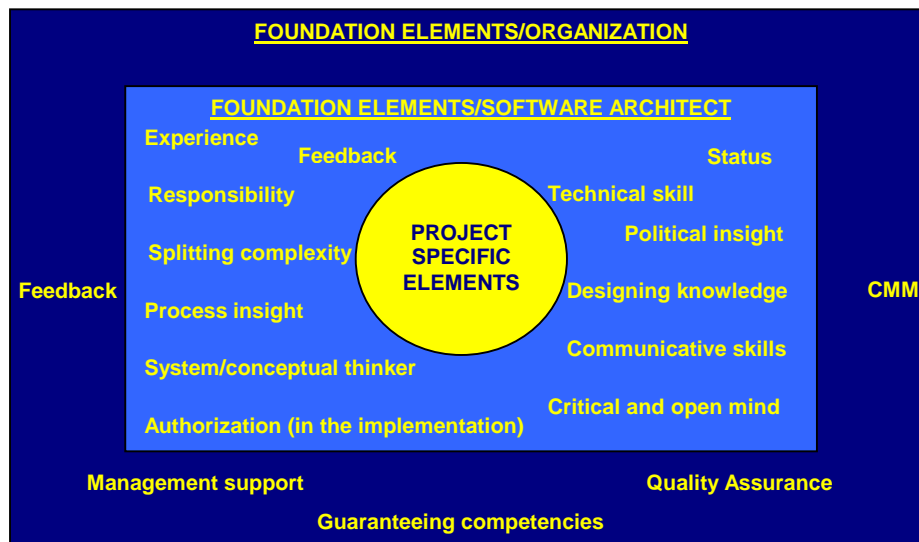 FOUNDATION ELEMENTS/ORGANIZATION
FOUNDATION ELEMENTS/SOFTWARE ARCHITECT
Experience
Feedback
Status
Responsibility
Technical skill
PROJECT
SPECIFIC
ELEMENTS
Political insight
Splitting complexity
Feedback
Designing knowledge
CMM
Process insight
Communicative skills
System/conceptual thinker
Critical and open mind
Authorization (in the implementation)
Management support
Quality Assurance
Guaranteeing competencies